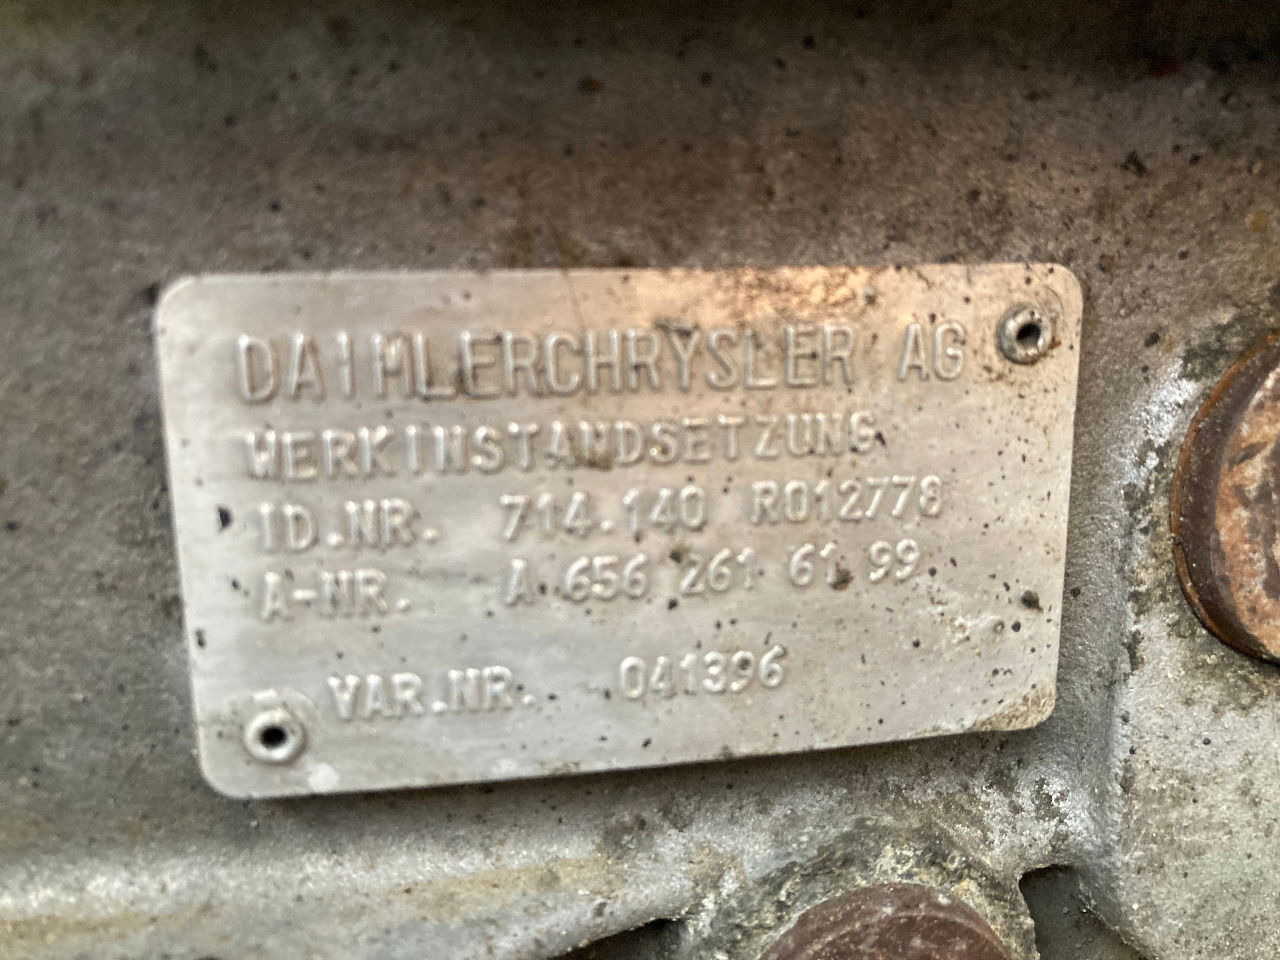 DAIMLERCHRYSLER AG
WERKINSTANDSETZUNG
ID.NR. 714.140 R012778
A-NR. A 656 261 61 99
VAR.NR. 041396